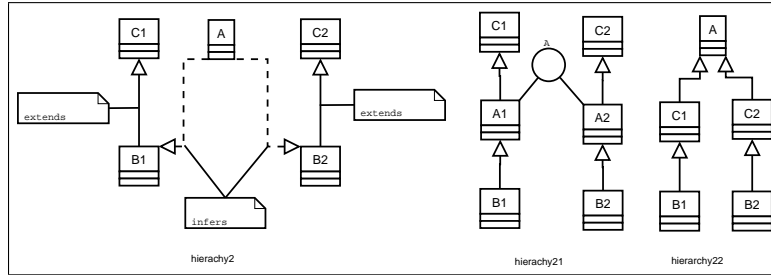 C1
A
C2
extends
extends
B1
B2
infers
hierachy2
C1
A
C2
A1
A2
B1
B2
hierachy21
A
C1
C2
B1
B2
hierarchy22